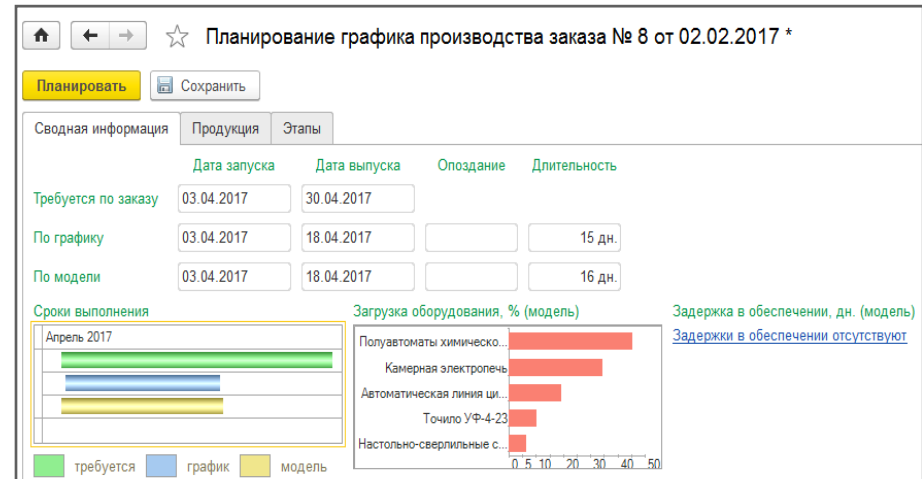 Планирование графика производства заказа № 8 от 02.02.2017 *
Планировать Сохранить
Сводная информация Продукция Этапы
Дата запуска Дата выпуска Опоздание Длительность
Требуется по заказу 03.04.2017 30.04.2017
По графику 03.04.2017 18.04.2017 15 дн.
По модели 03.04.2017 18.04.2017 16 дн.
Сроки выполнения Загрузка оборудования, % (модель) Задержка в обеспечении, дн. (модель)
Апрель 2017 Задержки в обеспечении отсутствуют
Полуавтоматы химическо...
Камерная электропечь
Автоматическая линия ци...
Точило УФ-4-23
Настольно-сверлильные с...
0 5 10 20 30 40 50
требуется график модель